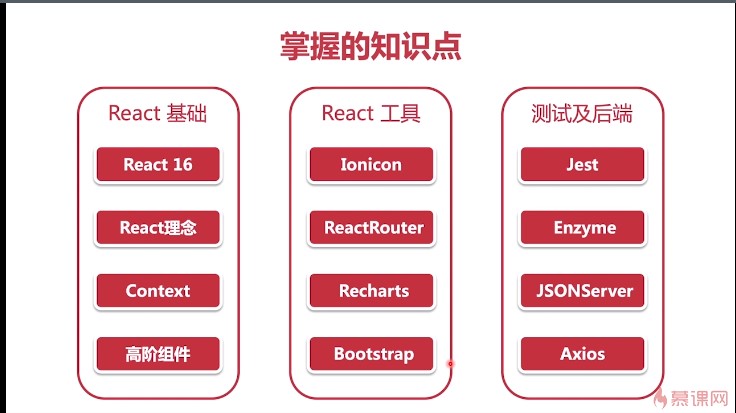 掌握的知识点
React 基础
React 16
React理念
Context
高阶组件
React 工具
Ionicon
ReactRouter
Recharts
Bootstrap
测试及后端
Jest
Enzyme
JSONServer
Axios
慕课网